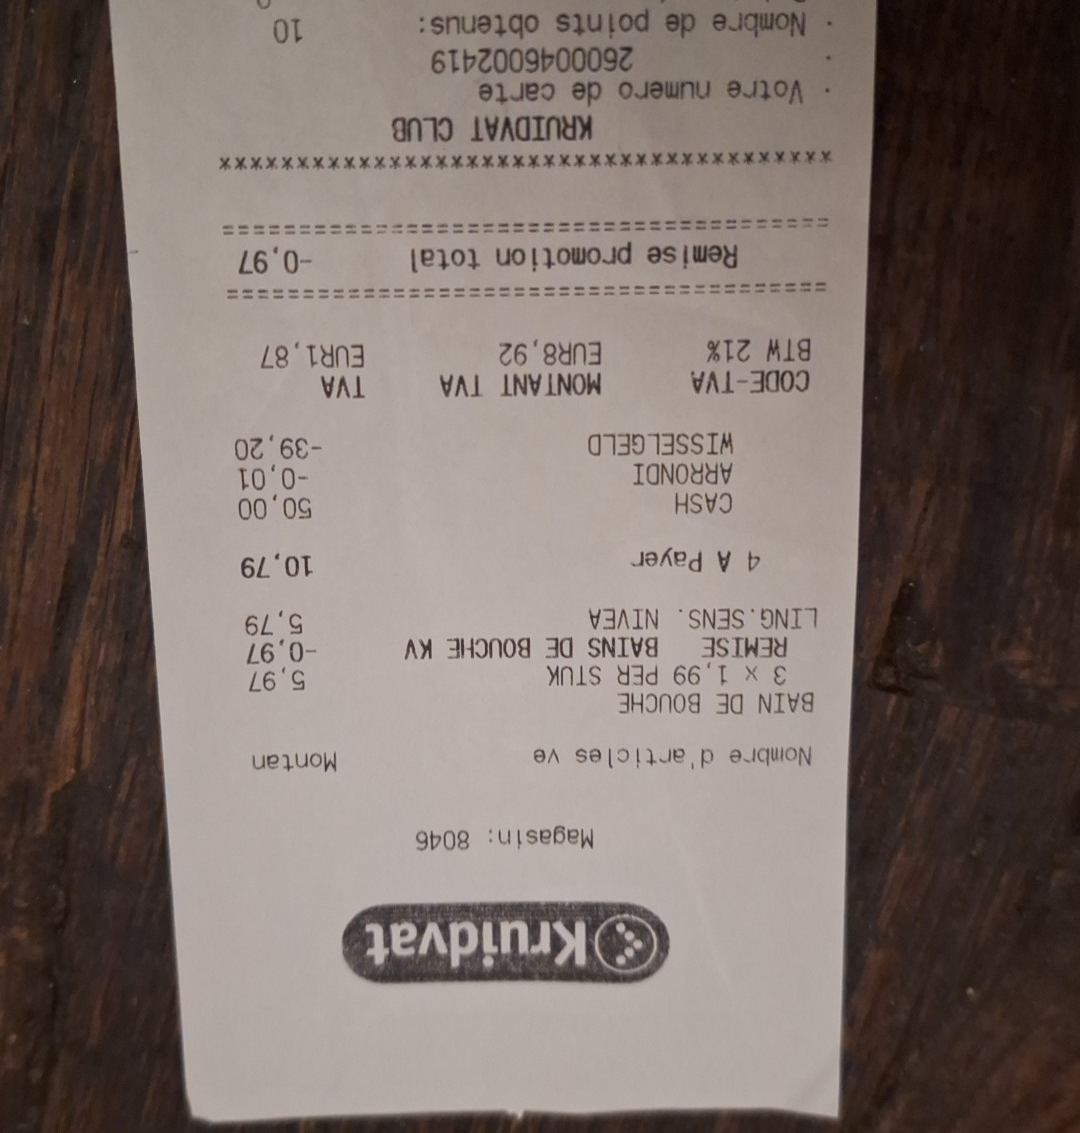 Kruidvat
Magasin: 8046
Nombre d'articles ve Montan
BAIN DE BOUCHE
3 x 1,99 PER STUK 5,97
REMISE BAINS DE BOUCHE KV -0,97
LING.SENS. NIVEA 5,79
4 A Payer 10,79
CASH 50,00
ARRONDI -0,01
WISSELGELD -39,20
CODE-TVA MONTANT TVA TVA
BTW 21% EUR8,92 EUR1,87
========================================
Remise promotion total -0,97
========================================
****************************************
KRUIDVAT CLUB
· Votre numero de carte
· 2600046002419
· Nombre de points obtenus: 10